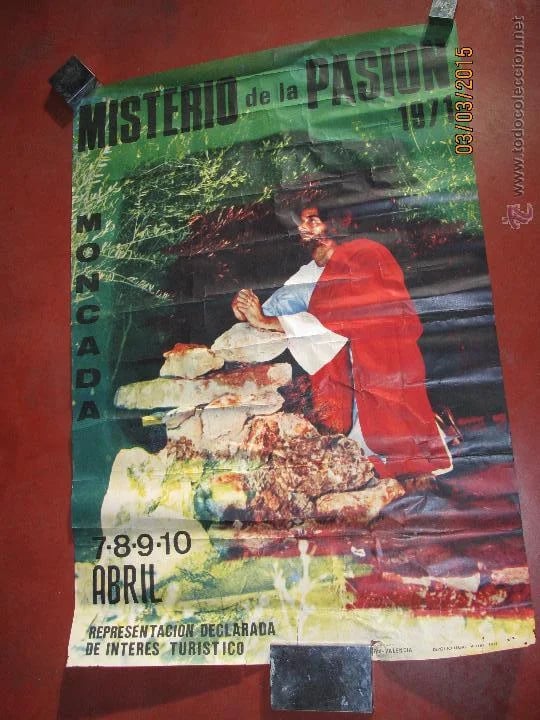 MISTERIO de la PASION
1971
MONCADA
7-8-9-10
ABRIL
REPRESENTACION DECLARADA
DE INTERES TURISTICO
VALENCIA
03/03/2015
www.todocoleccion.net